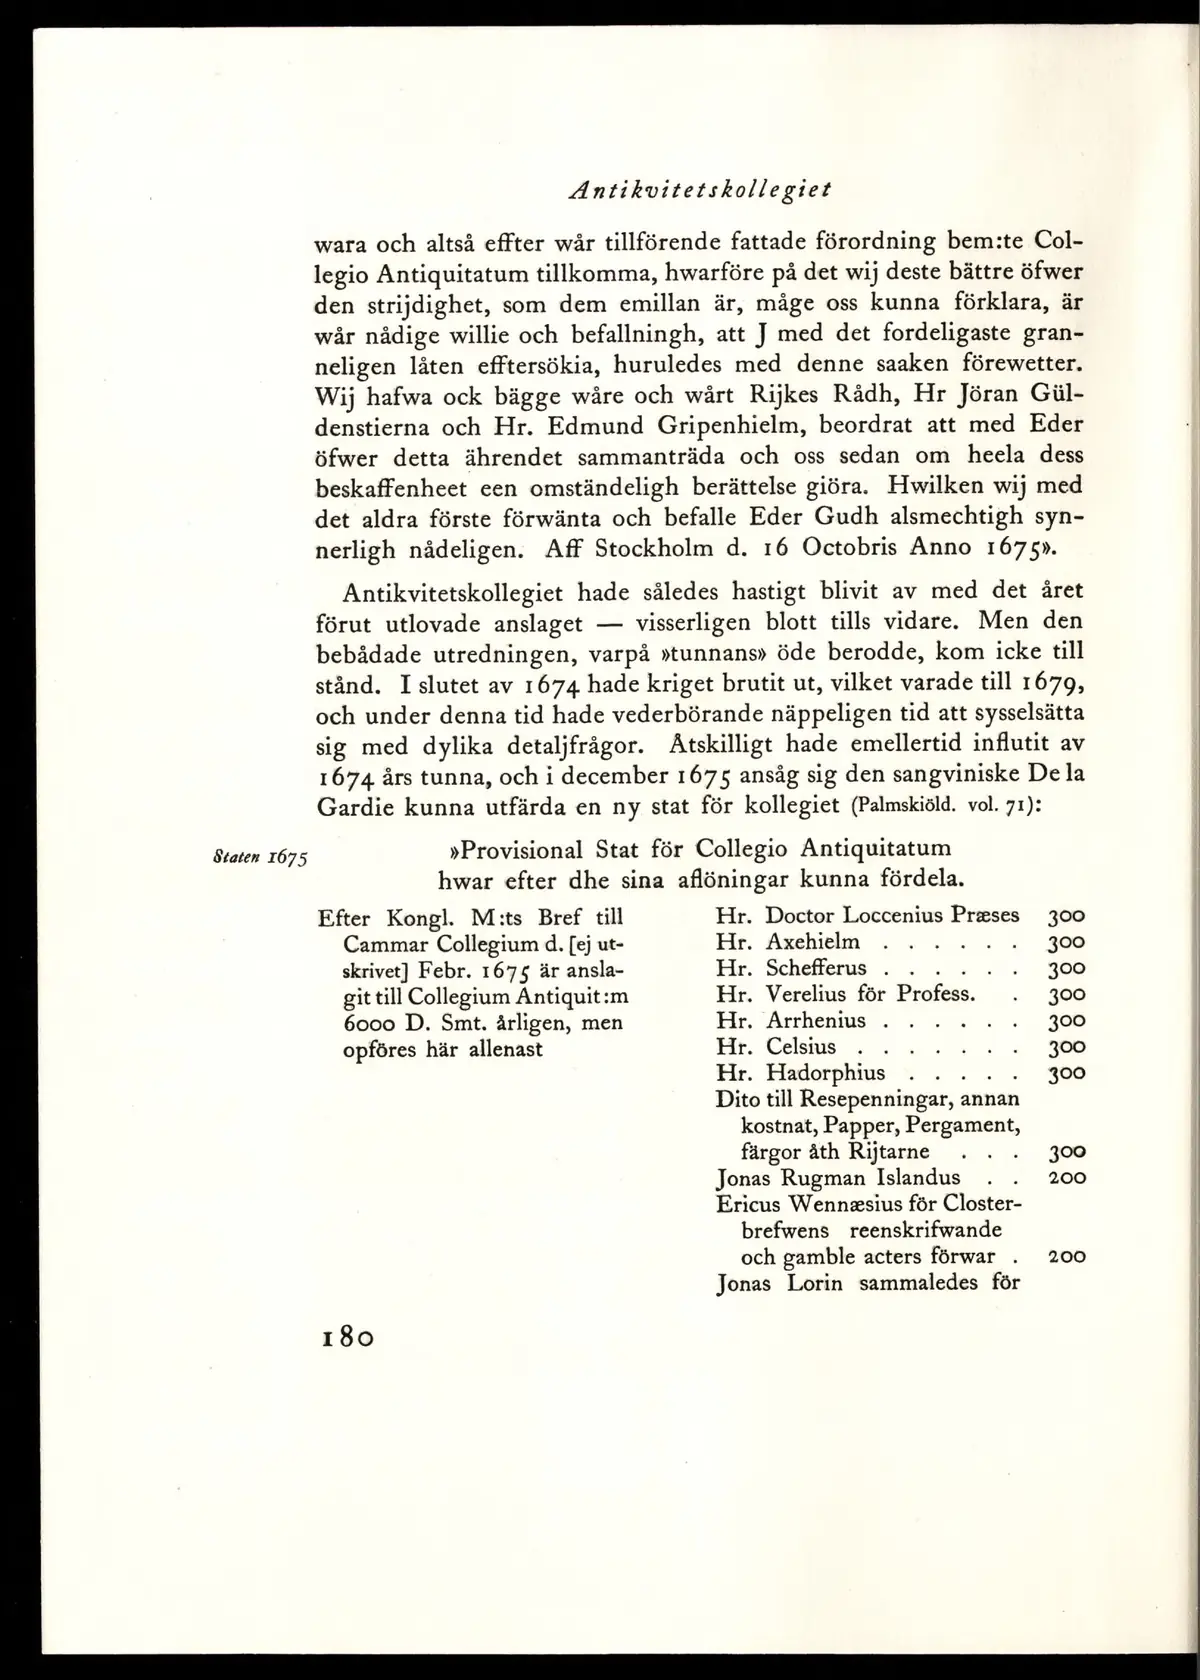 Antikvitetskollegiet
wara och altså effter wår tillförende fattade förordning bem:te Col-
legio Antiquitatum tillkomma, hwarföre på det wij deste bättre öfwer
den strijdighet, som dem emillan är, måge oss kunna förklara, är
wår nådige willie och befallningh, att J med det fordeligaste gran-
neligen låten efftersökia, huruledes med denne saaken förewetter.
Wij hafwa ock bägge wåre och wårt Rijkes Rådh, Hr Jöran Gül-
denstierna och Hr. Edmund Gripenhielm, beordrat att med Eder
öfwer detta ährendet sammanträda och oss sedan om heela dess
beskaffenheet een omständeligh berättelse giöra. Hwilken wij med
det aldra förste förwänta och befalle Eder Gudh alsmechtigh syn-
nerligh nådeligen. Aff Stockholm d. 16 Octobris Anno 1675».
Antikvitetskollegiet hade således hastigt blivit av med det året
förut utlovade anslaget — visserligen blott tills vidare. Men den
bebådade utredningen, varpå »tunnans» öde berodde, kom icke till
stånd. I slutet av 1674 hade kriget brutit ut, vilket varade till 1679,
och under denna tid hade vederbörande näppeligen tid att sysselsätta
sig med dylika detaljfrågor. Åtskilligt hade emellertid influtit av
1674 års tunna, och i december 1675 ansåg sig den sangviniske De la
Gardie kunna utfärda en ny stat för kollegiet (Palmskiöld. vol. 71):
Staten 1675
»Provisional Stat för Collegio Antiquitatum
hwar efter dhe sina aflöningar kunna fördela.
Efter Kongl. M:ts Bref till
Cammar Collegium d. [ej ut-
skrivet] Febr. 1675 är ansla-
git till Collegium Antiquit:m
6000 D. Smt. årligen, men
opföres här allenast
Hr. Doctor Loccenius Præses 300
Hr. Axehielm . . . . . . 300
Hr. Schefferus . . . . . . 300
Hr. Verelius för Profess. . 300
Hr. Arrhenius . . . . . . 300
Hr. Celsius . . . . . . . 300
Hr. Hadorphius . . . . . 300
Dito till Resepenningar, annan
kostnat, Papper, Pergament,
färgor åth Rijtarne . . . 300
Jonas Rugman Islandus . . 200
Ericus Wennæsius för Closter-
brefwens reenskrifwande
och gamble acters förwar . 200
Jonas Lorin sammaledes för
180